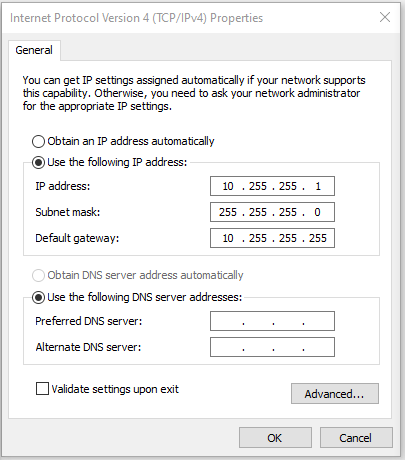 Internet Protocol Version 4 (TCP/IPv4) Properties
General
You can get IP settings assigned automatically if your network supports
this capability. Otherwise, you need to ask your network administrator
for the appropriate IP settings.
Obtain an IP address automatically
Use the following IP address:
IP address: 10 . 255 . 255 . 1
Subnet mask: 255 . 255 . 255 . 0
Default gateway: 10 . 255 . 255 . 255
Obtain DNS server address automatically
Use the following DNS server addresses:
Preferred DNS server: . . .
Alternate DNS server: . . .
Validate settings upon exit
Advanced...
OK Cancel